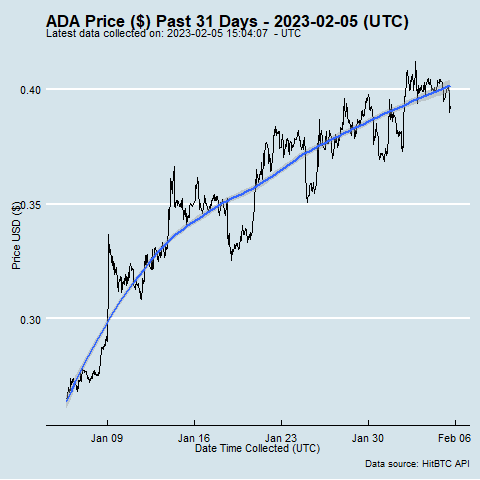 ADA Price ($) Past 31 Days - 2023-02-05 (UTC)
Latest data collected on: 2023-02-05 15:04:07 - UTC
0.40
0.35
0.30
Price USD ($)
Jan 09 Jan 16 Jan 23 Jan 30 Feb 06
Date Time Collected (UTC)
Data source: HitBTC API